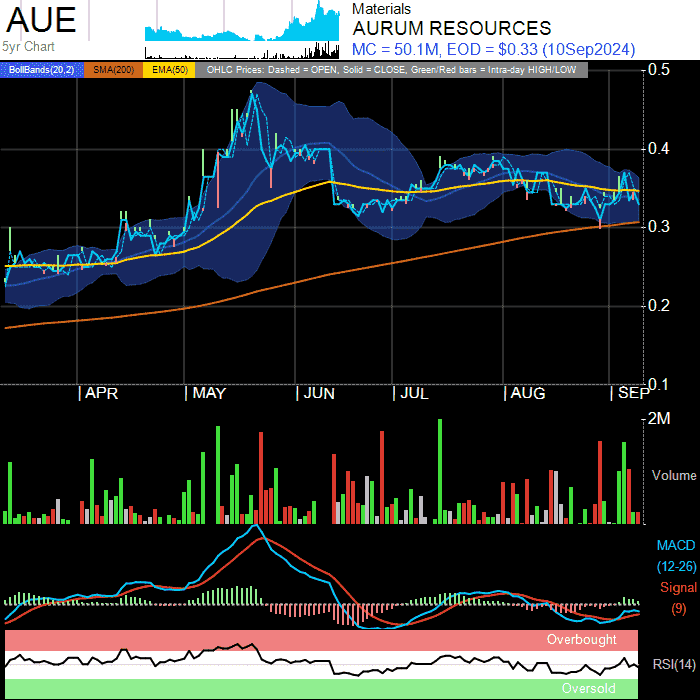 AUE
5yr Chart
Materials
AURUM RESOURCES
MC = 50.1M, EOD = $0.33 (10Sep2024)
BollBands(20,2) SMA(200) EMA(50) OHLC Prices: Dashed = OPEN, Solid = CLOSE, Green/Red bars = Intra-day HIGH/LOW
0.5
0.4
0.3
0.2
0.1
| APR | MAY | JUN | JUL | AUG | SEP
2M
Volume
MACD
(12-26)
Signal
(9)
Overbought
RSI(14)
Oversold